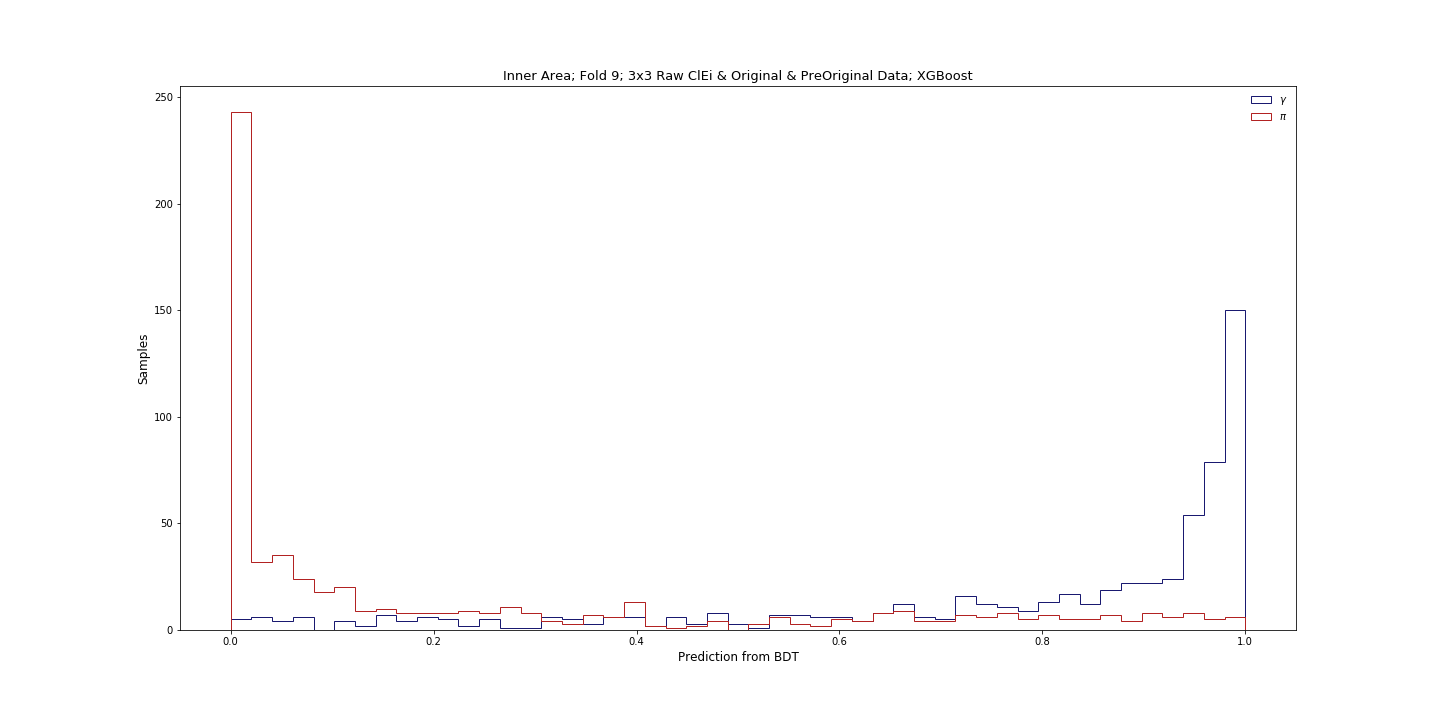 Inner Area; Fold 9; 3x3 Raw ClEi & Original & PreOriginal Data; XGBoost
γ
π
250
200
150
100
50
0
Samples
0.0 0.2 0.4 0.6 0.8 1.0
Prediction from BDT